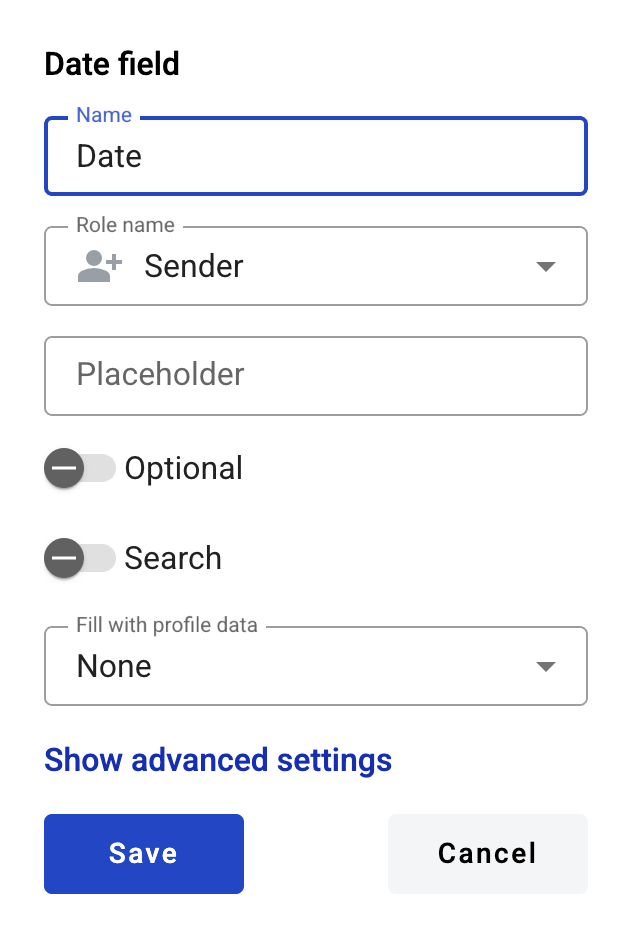 Date field
Name
Date
Role name
Sender
Placeholder
Optional
Search
Fill with profile data
None
Show advanced settings
Save
Cancel